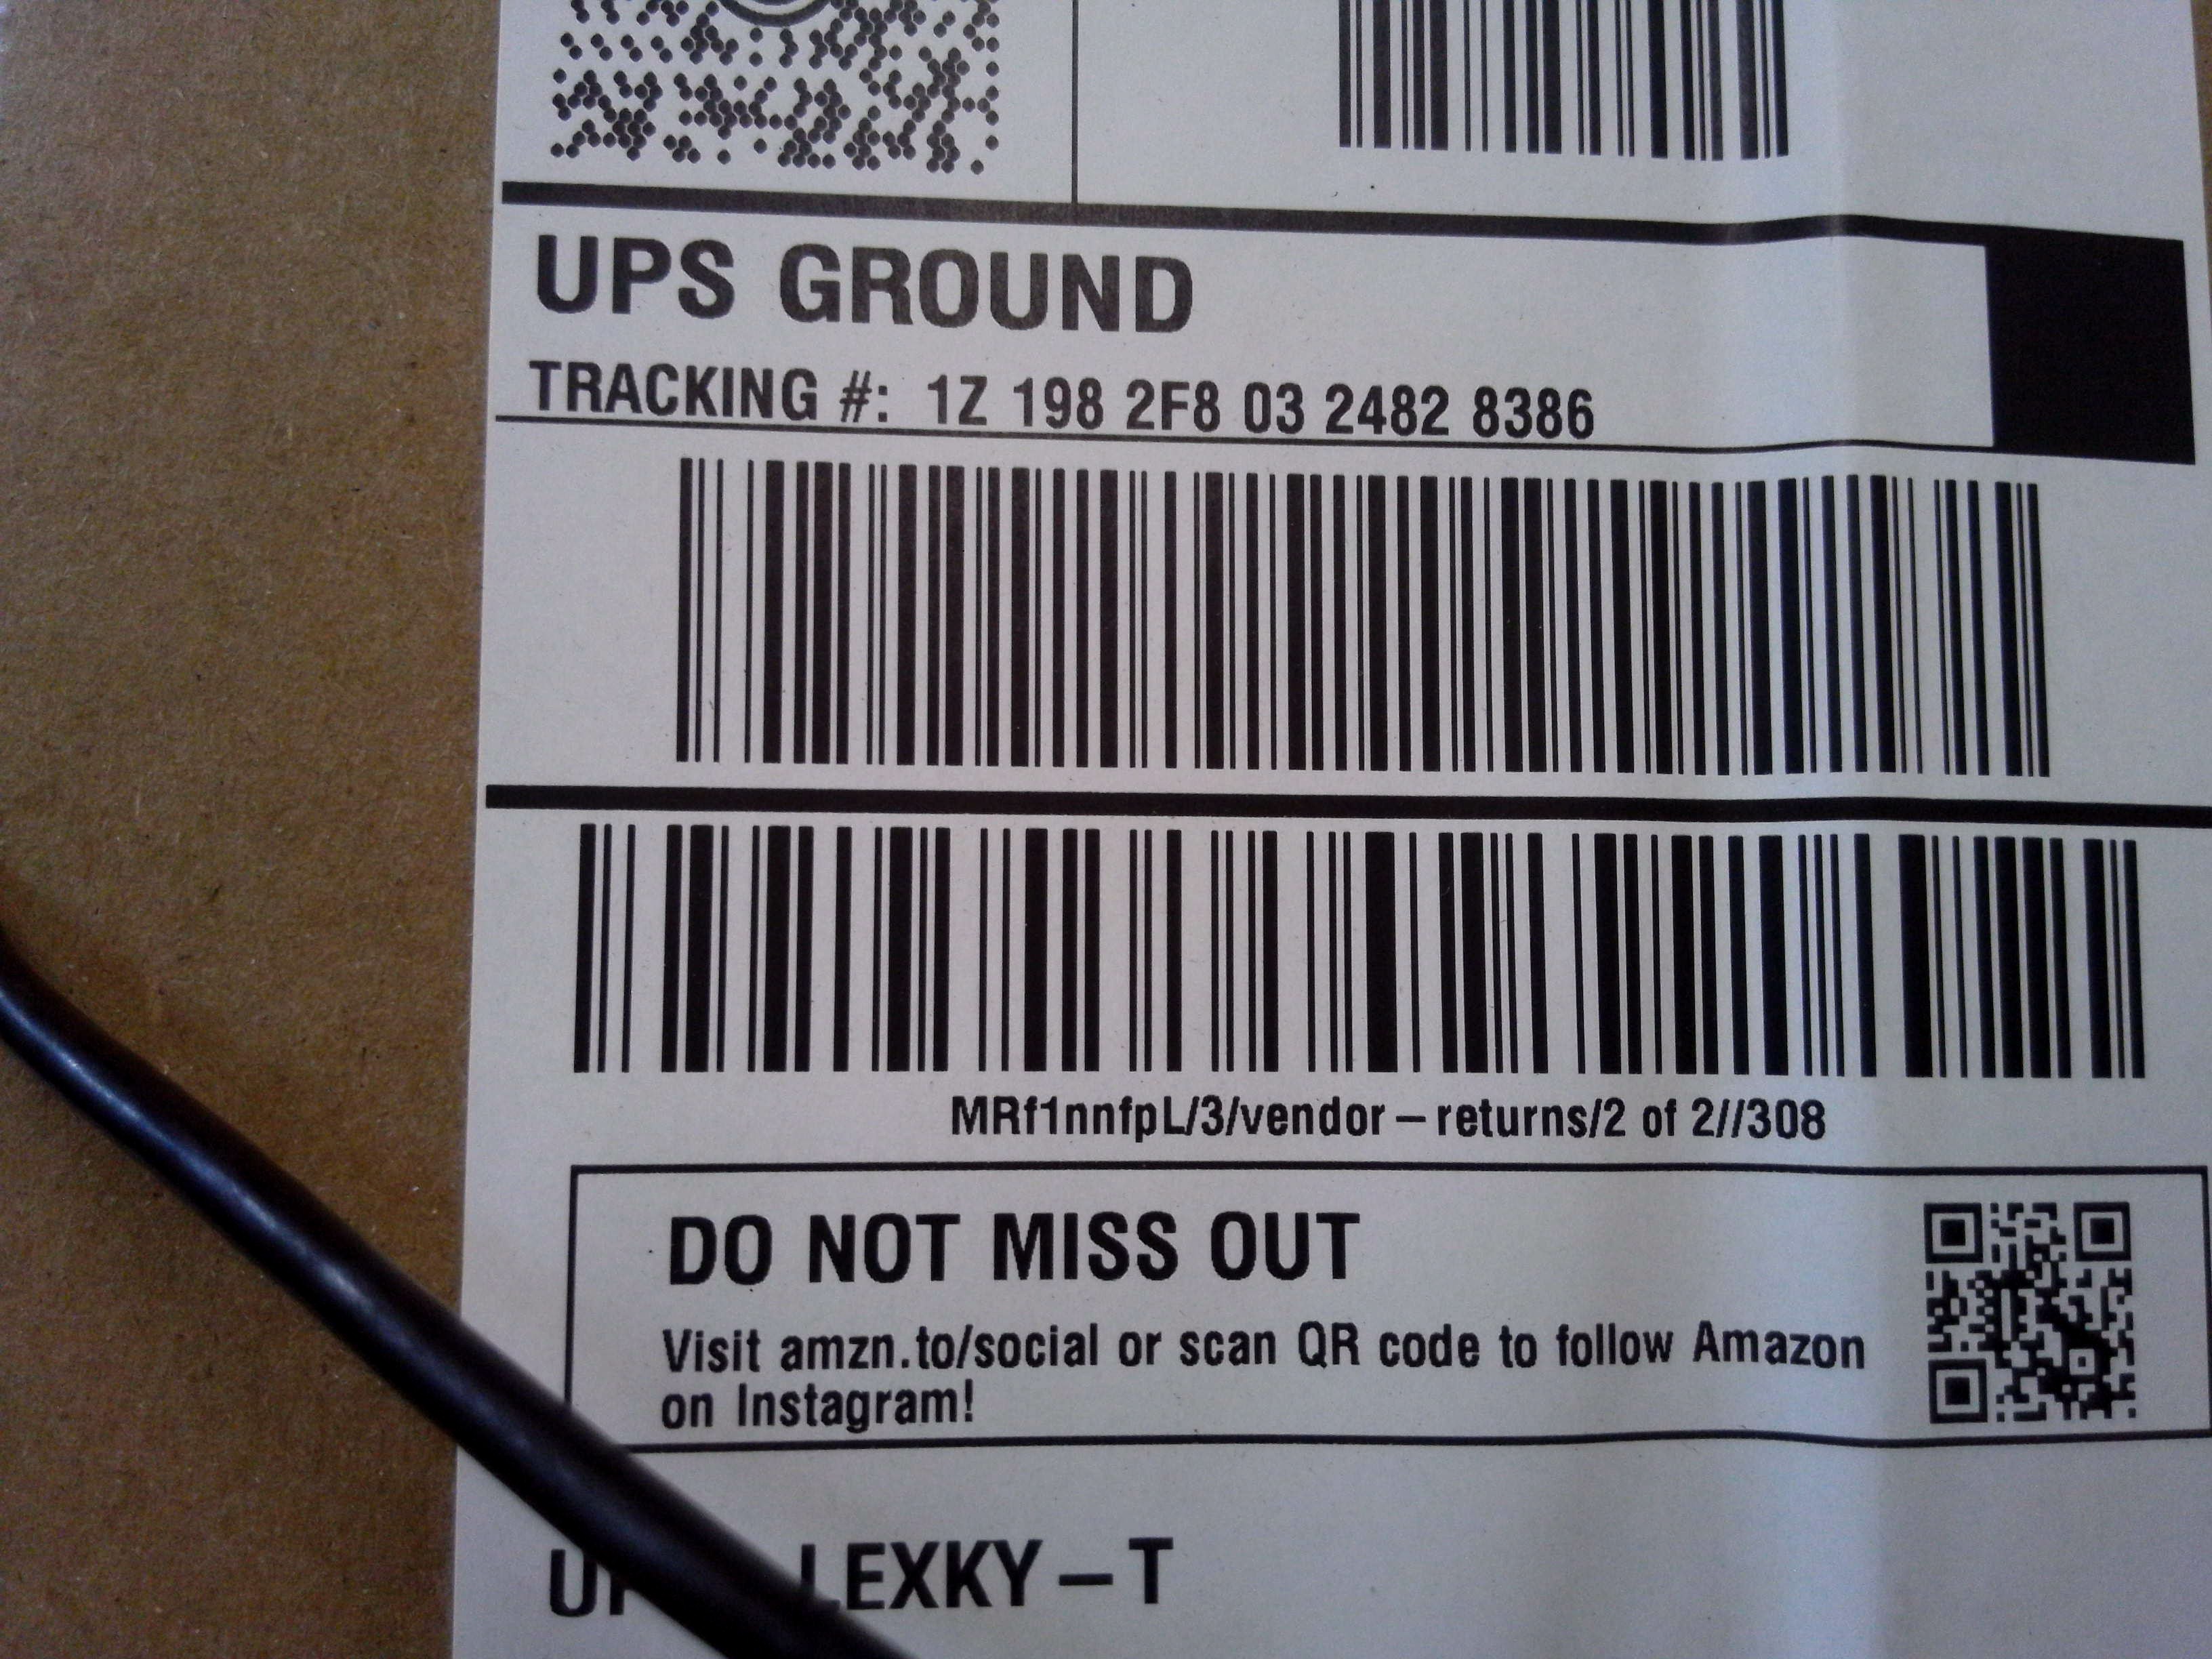 UPS GROUND
TRACKING #: 1Z 198 2F8 03 2482 8386
MRf1nnfpL/3/vendor-returns/2 of 2//308
DO NOT MISS OUT
Visit amzn.to/social or scan QR code to follow Amazon
on Instagram!
LEXKY-T